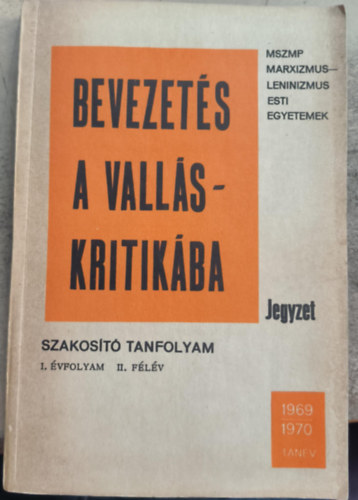 MSZMP
MARXIZMUS—
LENINIZMUS
ESTI
EGYETEMEK
BEVEZETÉS
A VALLÁS-
KRITIKÁBA
Jegyzet
SZAKOSÍTÓ TANFOLYAM
I. ÉVFOLYAM II. FÉLÉV
1969
1970
TANÉV